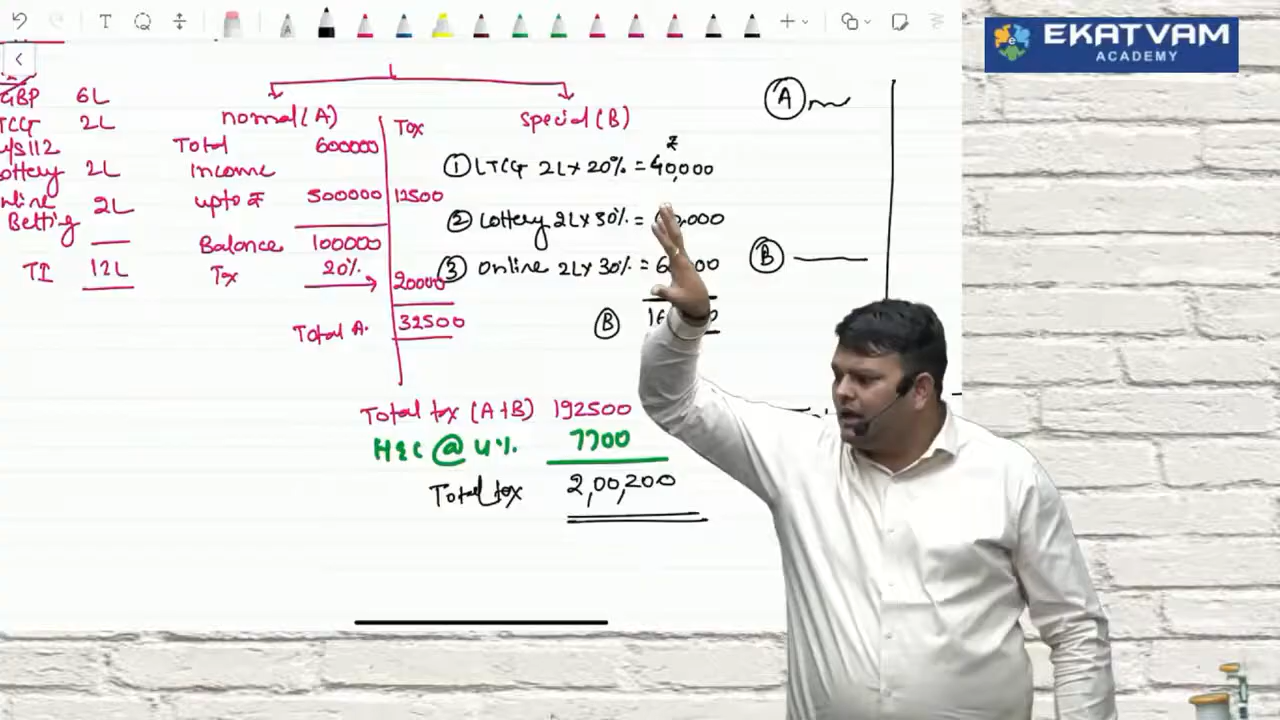 EKATVAM
ACADEMY
GBP 6L
LTCG 2L
u/s 112
Lottery 2L
Online 2L
Betting
TI 12L
normal (A)
Tax
Total 600000
Income
upto ₹ 500000 12500
Balance 100000
Tax 20% 20000
Total A. 32500
special (B)
① LTCG 2L x 20% = 40,000
② Lottery 2L x 30% =
③ Online 2L x 30% =
Ⓑ
Total tax (A+B) 192500
H&C @ 4% 7700
Total tax 2,00,200
Ⓐ
Ⓑ